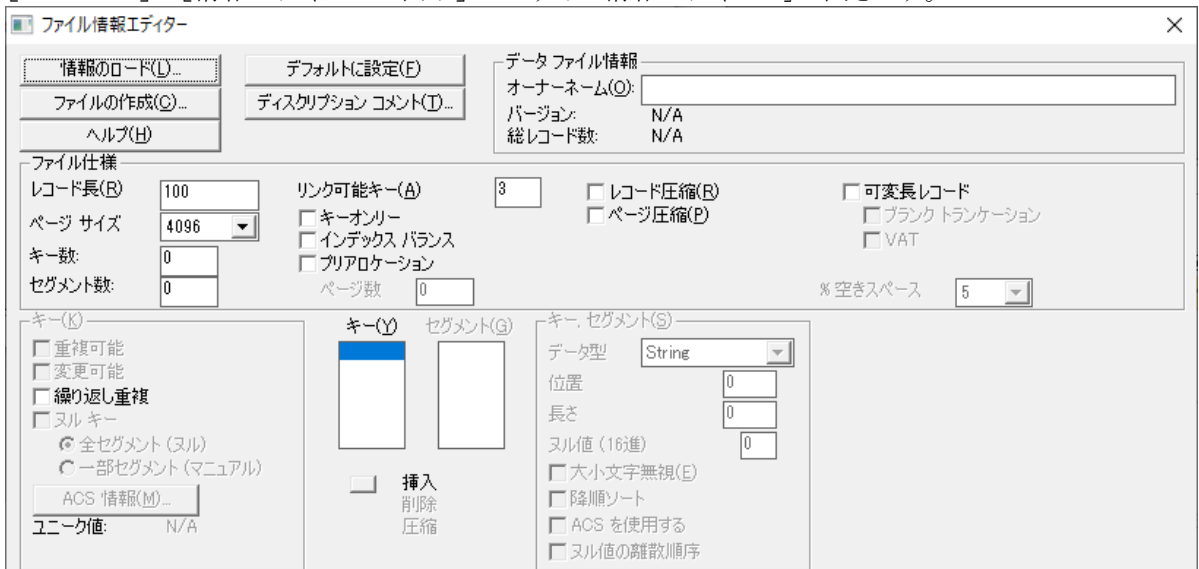 ファイル情報エディター
情報のロード(L)...
デフォルトに設定(F)
ファイルの作成(C)...
ディスクリプション コメント(T)...
ヘルプ(H)
データ ファイル情報
オーナーネーム(O):
バージョン: N/A
総レコード数: N/A
ファイル仕様
レコード長(R) 100
ページ サイズ 4096
キー数: 0
セグメント数: 0
リンク可能キー(A) 3
キーオンリー
インデックス バランス
プリアロケーション
ページ数 0
レコード圧縮(R)
ページ圧縮(P)
可変長レコード
ブランク トランケーション
VAT
% 空きスペース 5
キー(K)
重複可能
変更可能
繰り返し重複
ヌル キー
全セグメント (ヌル)
一部セグメント (マニュアル)
ACS 情報(M)...
ユニーク値: N/A
キー(Y) セグメント(G)
挿入
削除
圧縮
キー, セグメント(S)
データ型 String
位置 0
長さ 0
ヌル値 (16進) 0
大小文字無視(E)
降順ソート
ACS を使用する
ヌル値の離散順序